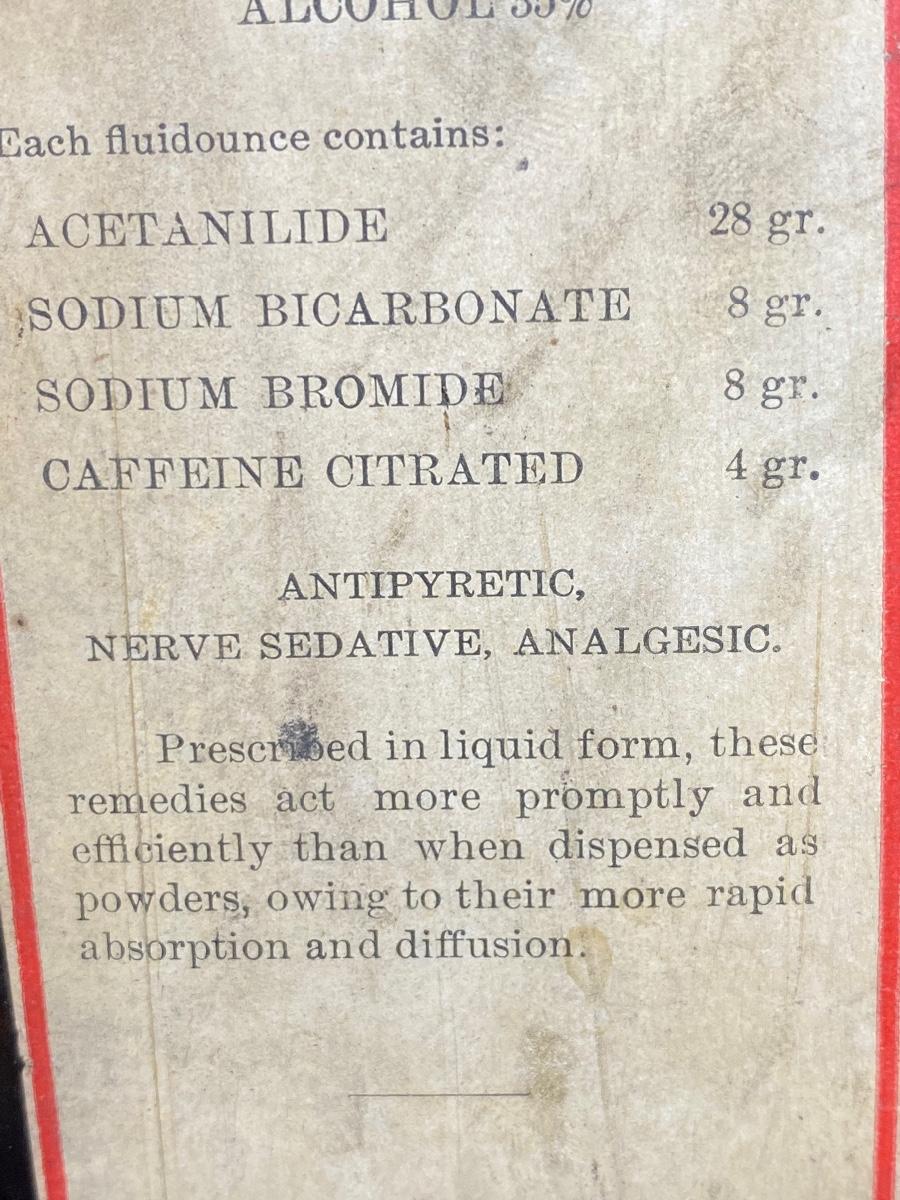 ALCOHOL 35%
Each fluidounce contains:
ACETANILIDE 28 gr.
SODIUM BICARBONATE 8 gr.
SODIUM BROMIDE 8 gr.
CAFFEINE CITRATED 4 gr.
ANTIPYRETIC,
NERVE SEDATIVE, ANALGESIC.
Prescribed in liquid form, these
remedies act more promptly and
efficiently than when dispensed as
powders, owing to their more rapid
absorption and diffusion.